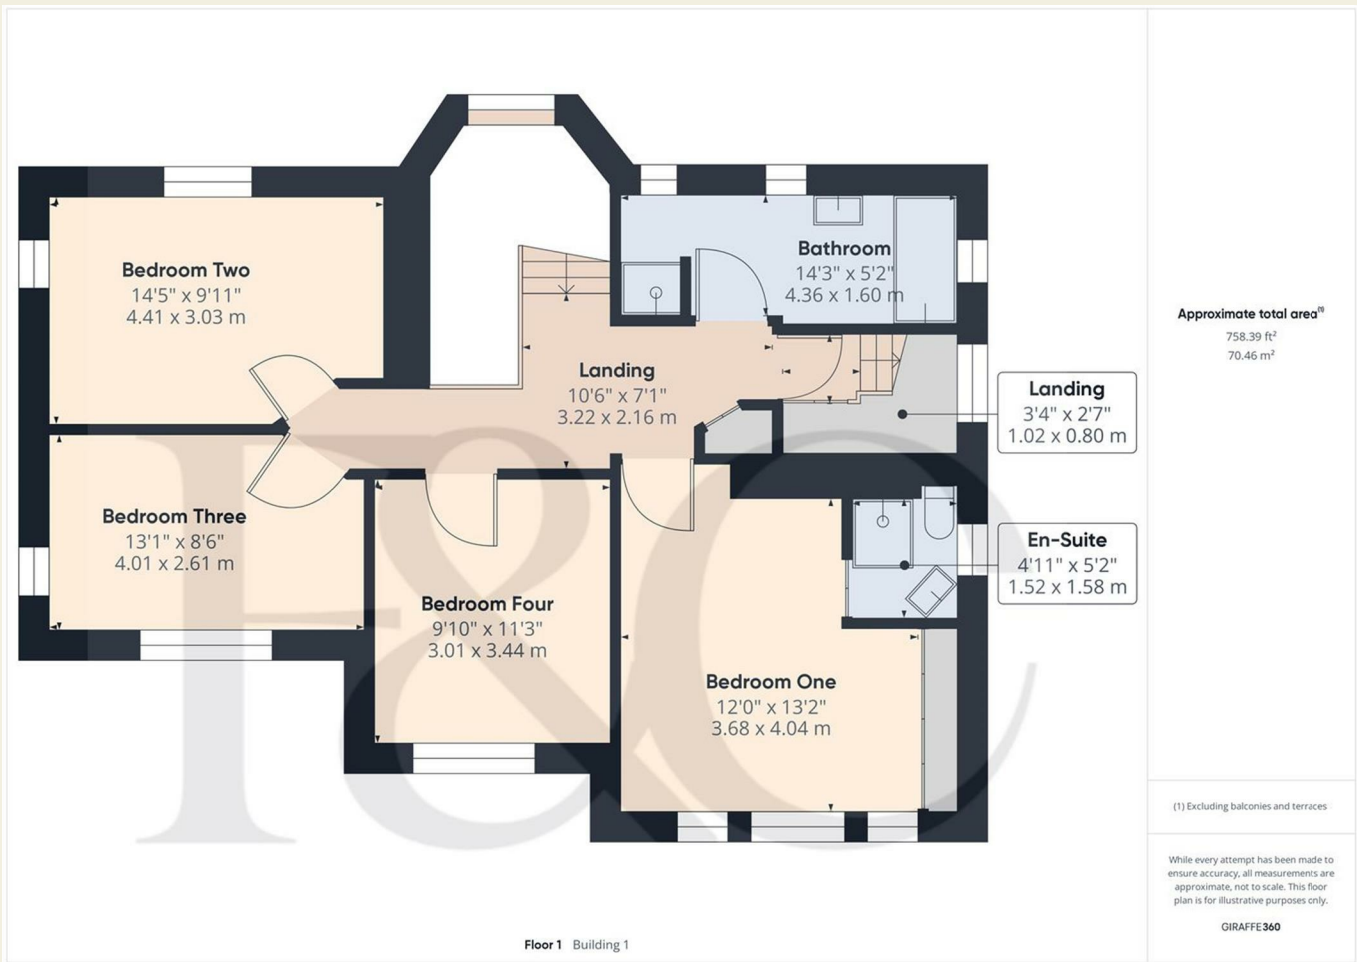 Bedroom Two
14'5" x 9'11"
4.41 x 3.03 m
Bathroom
14'3" x 5'2"
4.36 x 1.60 m
Landing
10'6" x 7'1"
3.22 x 2.16 m
Landing
3'4" x 2'7"
1.02 x 0.80 m
Bedroom Three
13'1" x 8'6"
4.01 x 2.61 m
En-Suite
4'11" x 5'2"
1.52 x 1.58 m
Bedroom Four
9'10" x 11'3"
3.01 x 3.44 m
Bedroom One
12'0" x 13'2"
3.68 x 4.04 m
F&C
Floor 1 Building 1
Approximate total area(1)
758.39 ft²
70.46 m²
(1) Excluding balconies and terraces
While every attempt has been made to
ensure accuracy, all measurements are
approximate, not to scale. This floor
plan is for illustrative purposes only.
GIRAFFE360